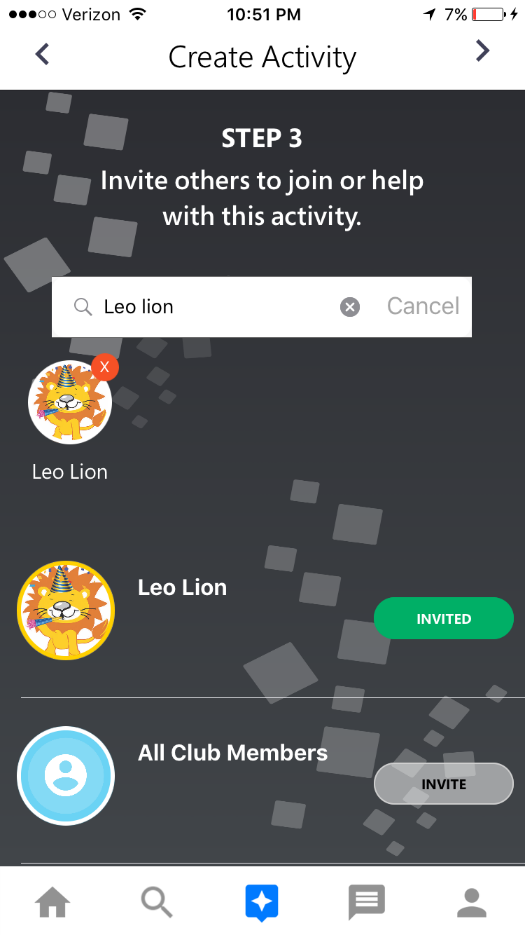 Verizon 10:51 PM 7%
Create Activity
STEP 3
Invite others to join or help
with this activity.
Leo lion Cancel
X
Leo Lion
Leo Lion
INVITED
All Club Members
INVITE